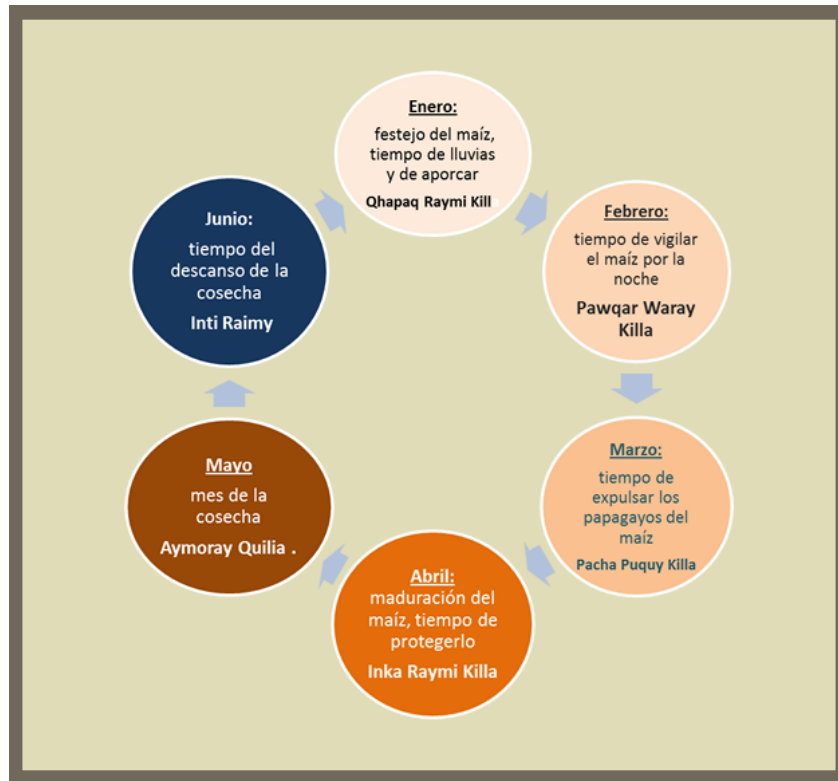 Enero:
festejo del maíz,
tiempo de lluvias
y de aporcar
Qhapaq Raymi Killa
Febrero:
tiempo de vigilar
el maíz por la
noche
Pawqar Waray
Killa
Marzo:
tiempo de
expulsar los
papagayos del
maíz
Pacha Puquy Killa
Abril:
maduración del
maíz, tiempo de
protegerlo
Inka Raymi Killa
Mayo
mes de la
cosecha
Aymoray Quilia .
Junio:
tiempo del
descanso de la
cosecha
Inti Raimy